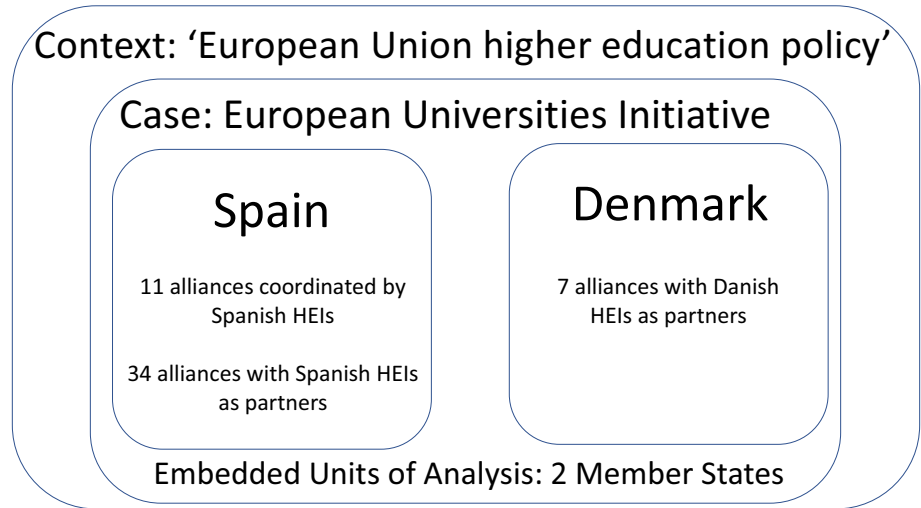 Context: ‘European Union higher education policy’
Case: European Universities Initiative
Spain
11 alliances coordinated by
Spanish HEIs
34 alliances with Spanish HEIs
as partners
Denmark
7 alliances with Danish
HEIs as partners
Embedded Units of Analysis: 2 Member States